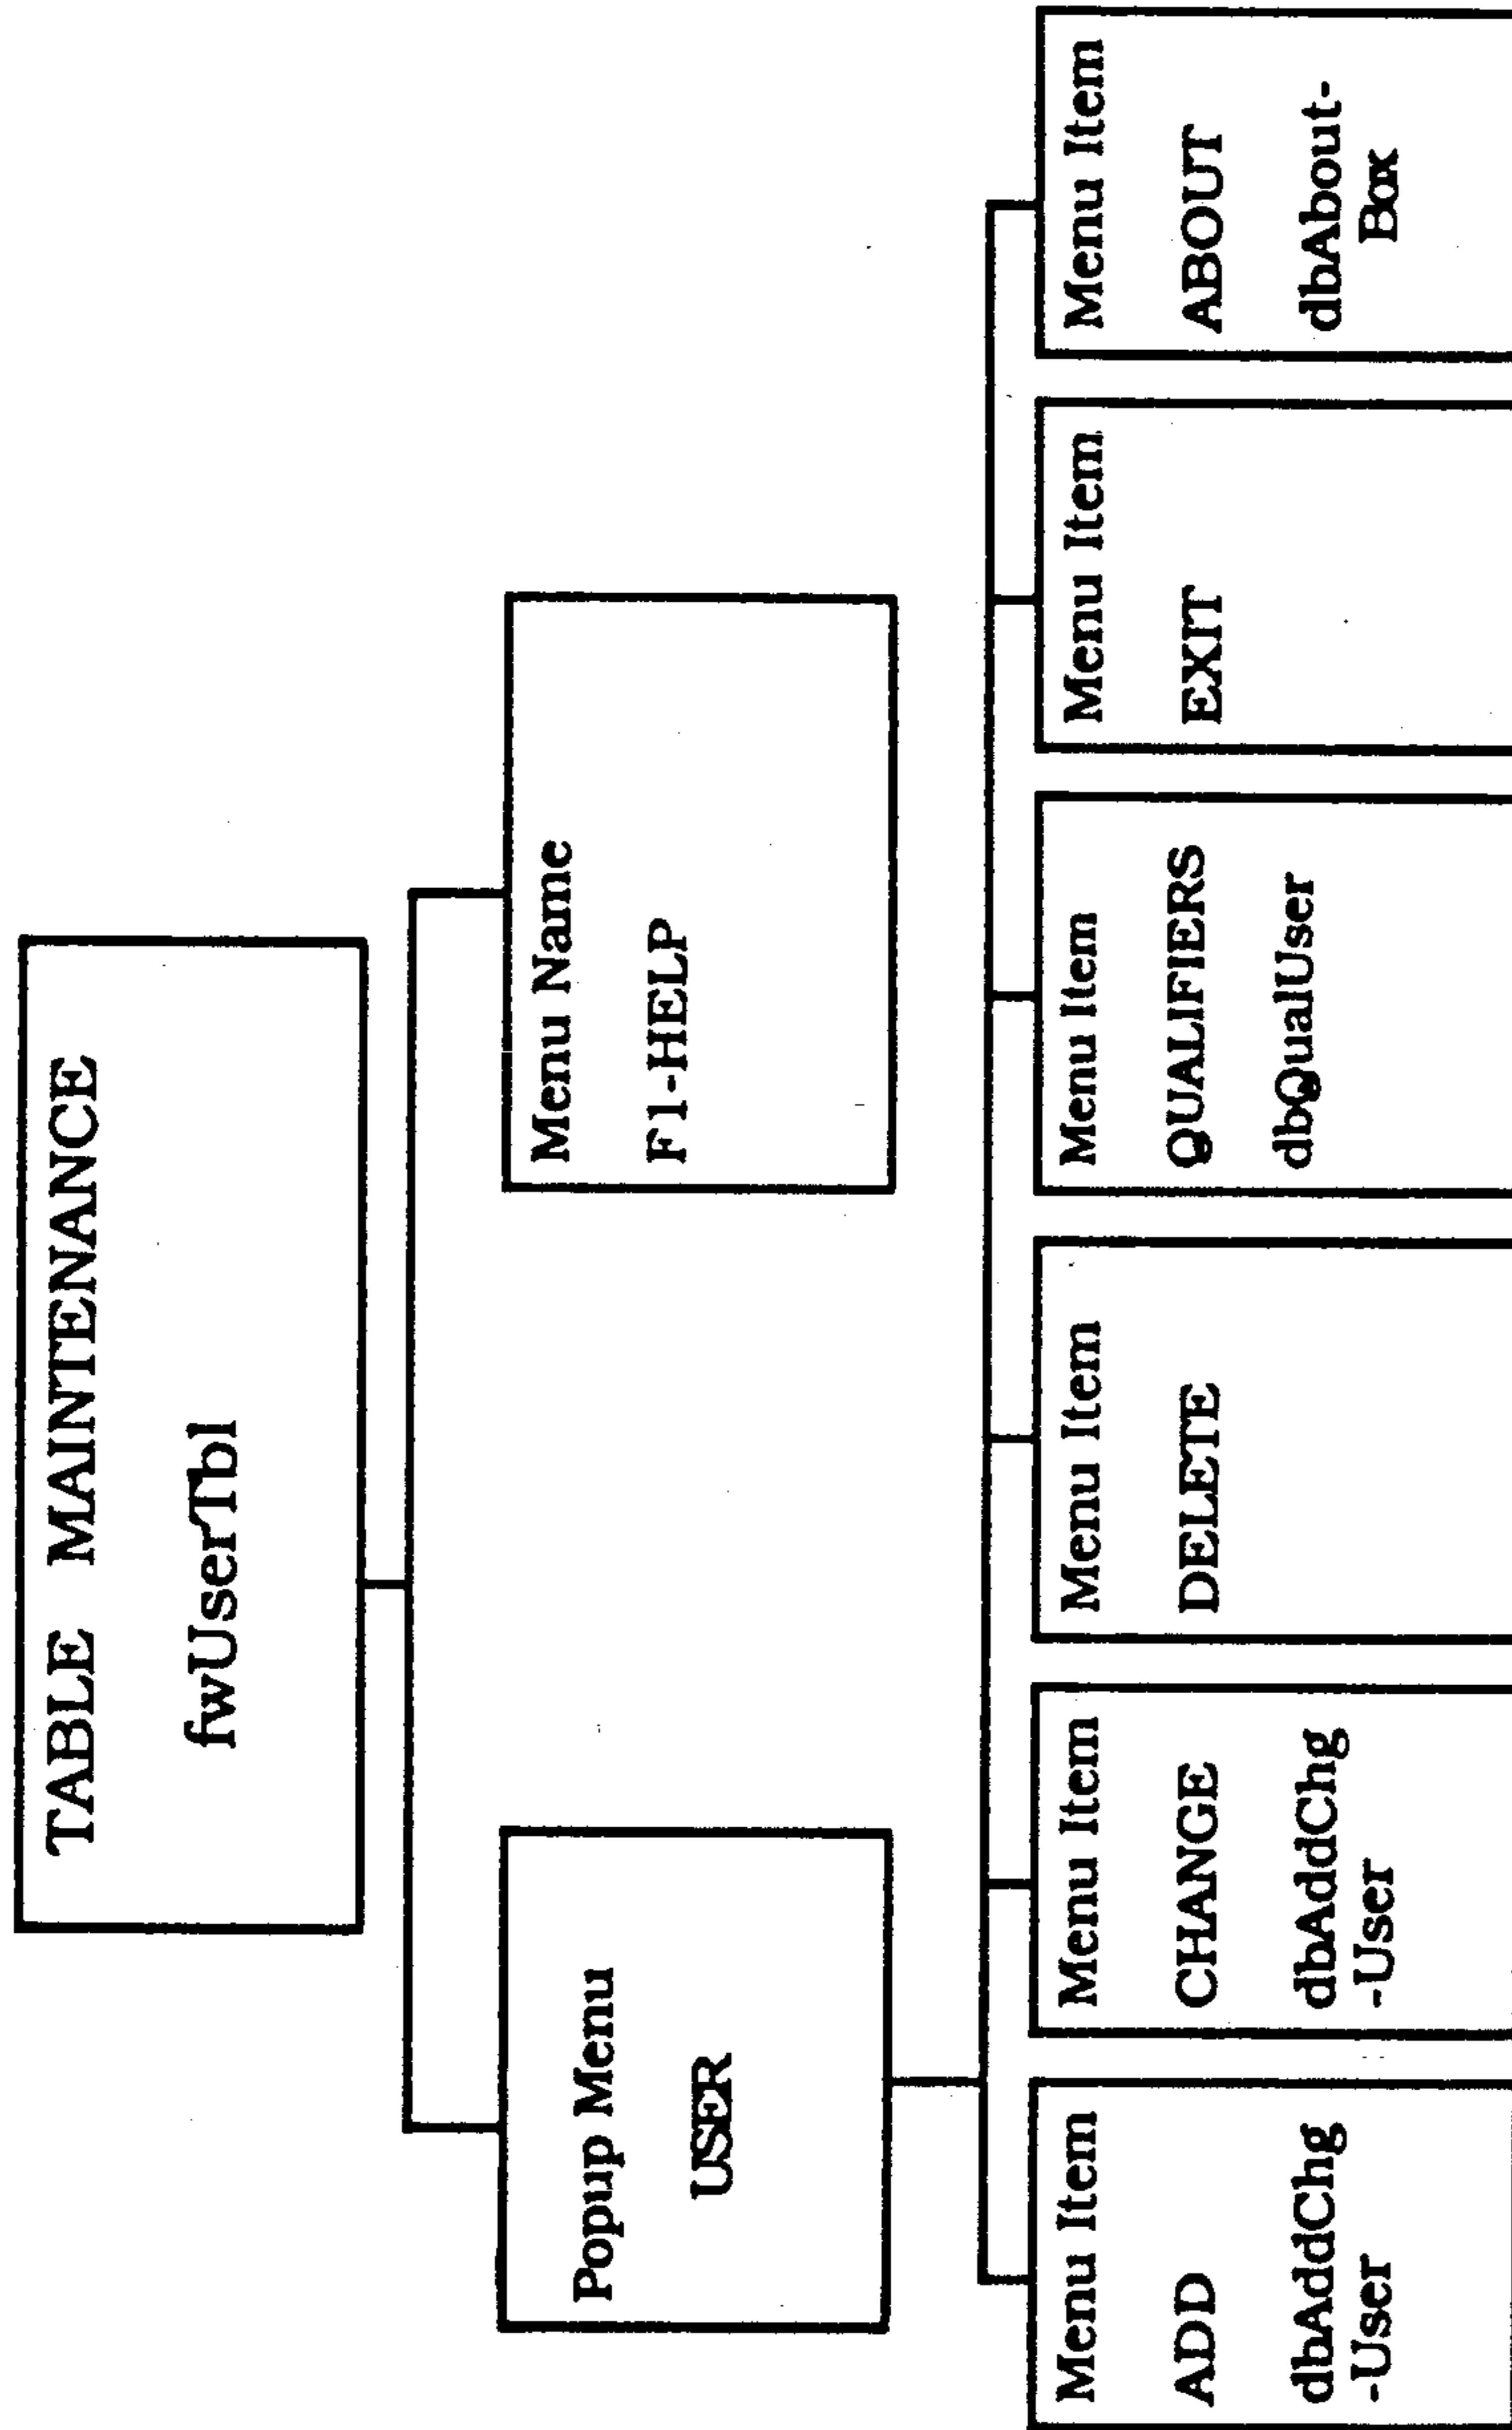 TABLE MAINTENANCE
fwUserTbl
Popup Menu
USER
Menu Name
F1-HELP
Menu Item
ADD
dbAddChg
-User
Menu Item
CHANGE
dbAddChg
-User
Menu Item
DELETE
Menu Item
QUALIFIERS
dbQualUser
Menu Item
EXIT
Menu Item
ABOUT
dbAbout-
Box